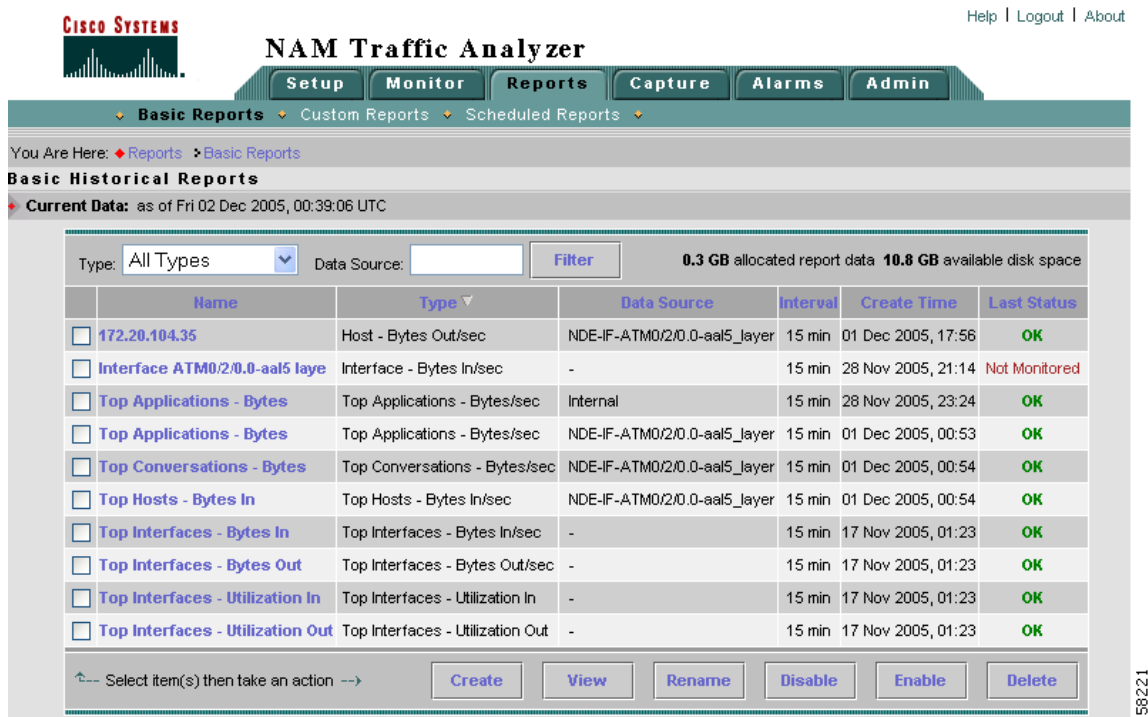 Help | Logout | About
CISCO SYSTEMS
NAM Traffic Analyzer
Setup Monitor Reports Capture Alarms Admin
Basic Reports Custom Reports Scheduled Reports
You Are Here: Reports Basic Reports
Basic Historical Reports
Current Data: as of Fri 02 Dec 2005, 00:39:06 UTC
Type: All Types Data Source: Filter 0.3 GB allocated report data 10.8 GB available disk space
Name Type Data Source Interval Create Time Last Status
172.20.104.35 Host - Bytes Out/sec NDE-IF-ATM0/2/0.0-aal5_layer 15 min 01 Dec 2005, 17:56 OK
Interface ATM0/2/0.0-aal5 laye Interface - Bytes In/sec - 15 min 28 Nov 2005, 21:14 Not Monitored
Top Applications - Bytes Top Applications - Bytes/sec Internal 15 min 28 Nov 2005, 23:24 OK
Top Applications - Bytes Top Applications - Bytes/sec NDE-IF-ATM0/2/0.0-aal5_layer 15 min 01 Dec 2005, 00:53 OK
Top Conversations - Bytes Top Conversations - Bytes/sec NDE-IF-ATM0/2/0.0-aal5_layer 15 min 01 Dec 2005, 00:54 OK
Top Hosts - Bytes In Top Hosts - Bytes In/sec NDE-IF-ATM0/2/0.0-aal5_layer 15 min 01 Dec 2005, 00:54 OK
Top Interfaces - Bytes In Top Interfaces - Bytes In/sec - 15 min 17 Nov 2005, 01:23 OK
Top Interfaces - Bytes Out Top Interfaces - Bytes Out/sec - 15 min 17 Nov 2005, 01:23 OK
Top Interfaces - Utilization In Top Interfaces - Utilization In - 15 min 17 Nov 2005, 01:23 OK
Top Interfaces - Utilization Out Top Interfaces - Utilization Out - 15 min 17 Nov 2005, 01:23 OK
Select item(s) then take an action --> Create View Rename Disable Enable Delete